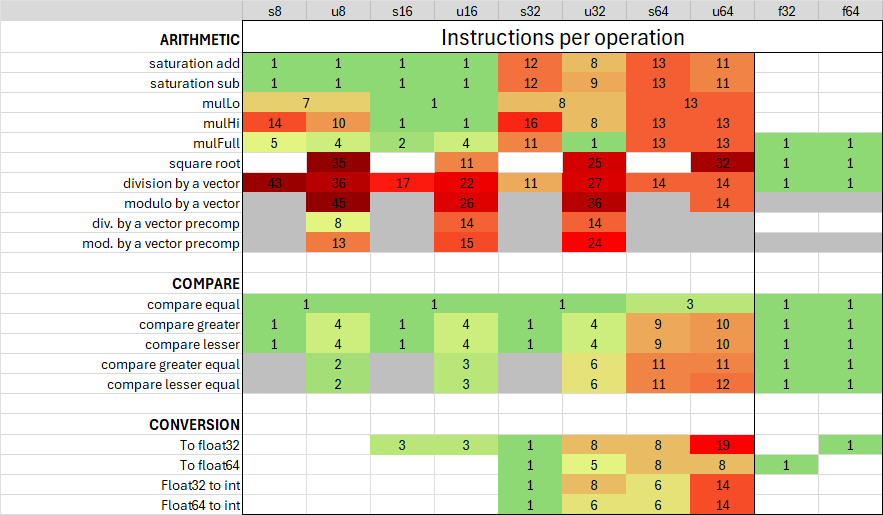 s8 u8 s16 u16 s32 u32 s64 u64 f32 f64
ARITHMETIC Instructions per operation
saturation add 1 1 1 1 12 8 13 11
saturation sub 1 1 1 1 12 9 13 11
mulLo 7 1 8 13
mulHi 14 10 1 1 16 8 13 13
mulFull 5 4 2 4 11 1 13 13 1 1
square root 35 11 25 32 1 1
division by a vector 43 36 17 22 11 27 14 14 1 1
modulo by a vector 45 26 36 14
div. by a vector precomp 8 14 14
mod. by a vector precomp 13 15 24
COMPARE
compare equal 1 1 1 3 1 1
compare greater 1 4 1 4 1 4 9 10 1 1
compare lesser 1 4 1 4 1 4 9 10 1 1
compare greater equal 2 3 6 11 11 1 1
compare lesser equal 2 3 6 11 12 1 1
CONVERSION
To float32 3 3 1 8 8 19 1
To float64 1 5 8 8 1
Float32 to int 1 8 6 14
Float64 to int 1 6 6 14